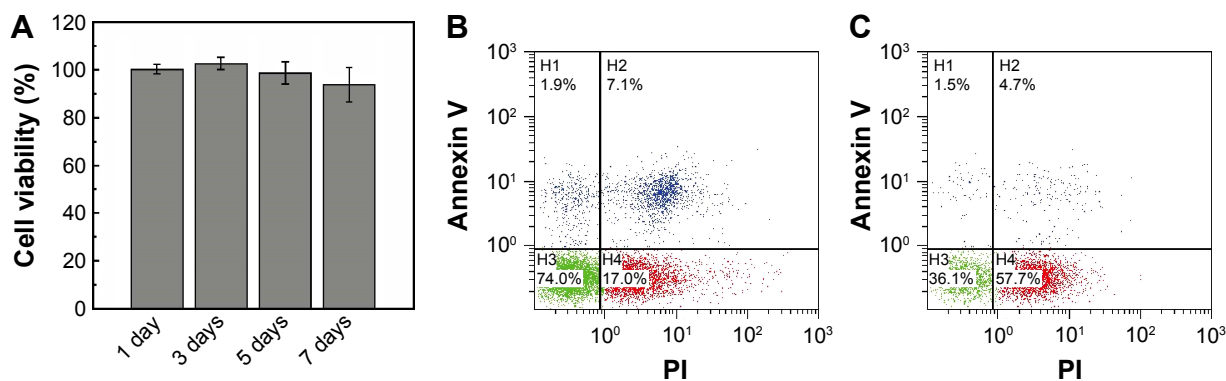 A
Cell viability (%)
120
100
80
60
40
20
0
1 day
3 days
5 days
7 days
B
Annexin V
10³
10²
10¹
10⁰
H1
1.9%
H2
7.1%
H3
74.0%
H4
17.0%
10⁰ 10¹ 10² 10³
PI
C
Annexin V
10³
10²
10¹
10⁰
H1
1.5%
H2
4.7%
H3
36.1%
H4
57.7%
10⁰ 10¹ 10² 10³
PI